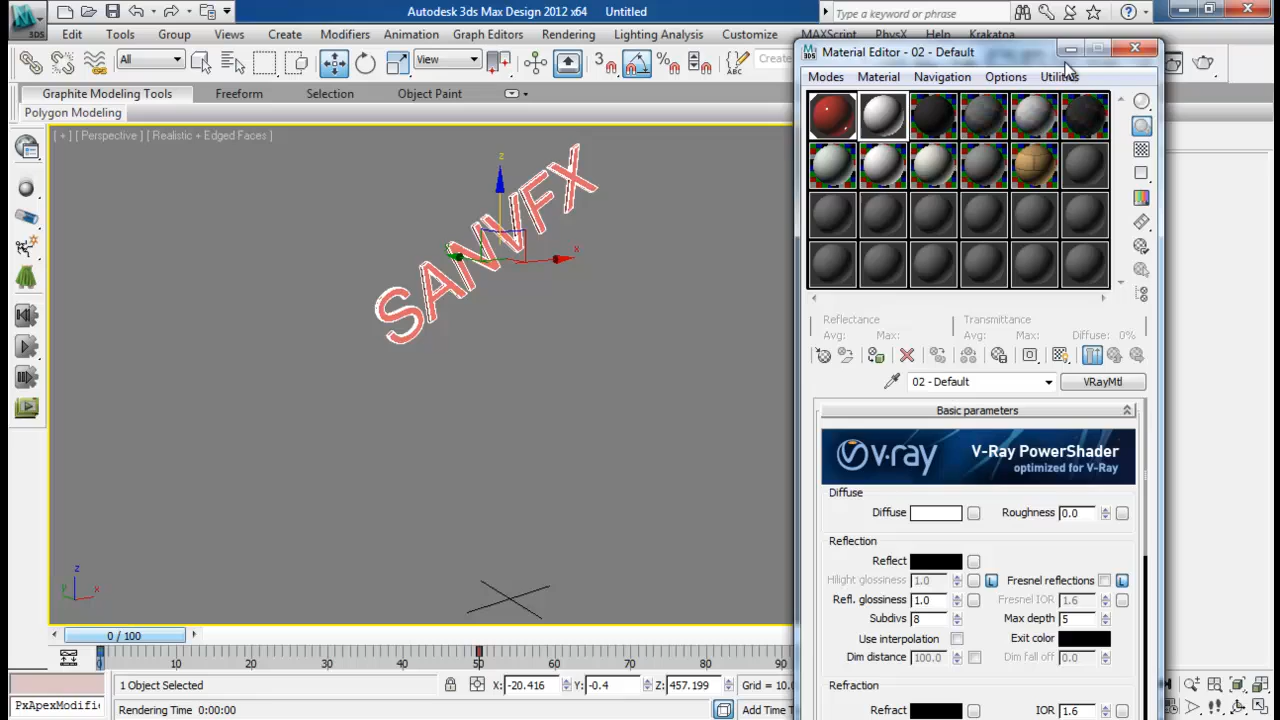 Autodesk 3ds Max Design 2012 x64 Untitled
Type a keyword or phrase
3DS
Edit Tools Group Views Create Modifiers Animation Graph Editors Rendering Lighting Analysis Customize MAXScript Help Krakatoa
All
View
3
Create
Graphite Modeling Tools Freeform Selection Object Paint
Polygon Modeling
[ + ] [ Perspective ] [ Realistic + Edged Faces ]
z
x
SANVFX
z
y
x
Material Editor - 02 - Default
Modes Material Navigation Options Utilities
Reflectance
Avg: Max:
Transmittance
Avg: Max: Diffuse: 0%
02 - Default
VRayMtl
Basic parameters
v·ray
V-Ray PowerShader
optimized for V-Ray
Diffuse
Diffuse Roughness 0.0
Reflection
Reflect
Hilight glossiness 1.0 L Fresnel reflections L
Refl. glossiness 1.0 Fresnel IOR 1.6
Subdivs 8 Max depth 5
Use interpolation Exit color
Dim distance 100.0 Dim fall off 0.0
Refraction
Refract IOR 1.6
0 / 100
0 10 20 30 40 50 60 70 80 90
1 Object Selected X: -20.416 Y: -0.4 Z: 457.199 Grid = 10.0
PxApexModifi
Rendering Time 0:00:00
Add Time T